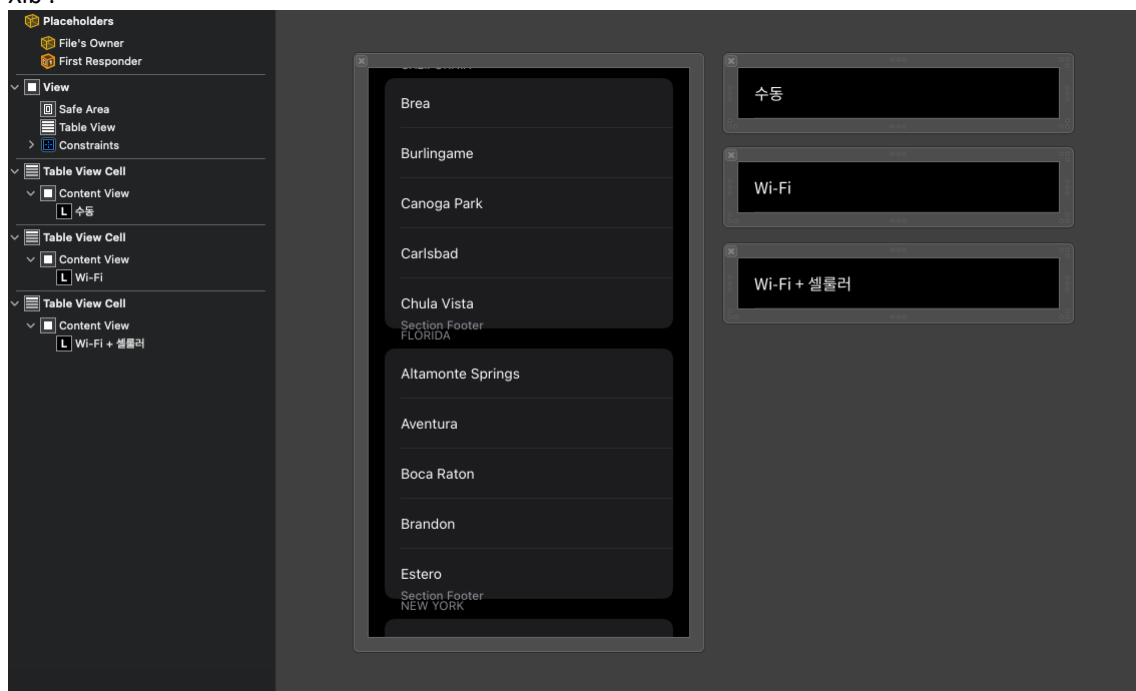 Placeholders
File's Owner
First Responder
View
Safe Area
Table View
Constraints
Table View Cell
Content View
L 수동
Table View Cell
Content View
L Wi-Fi
Table View Cell
Content View
L Wi-Fi + 셀룰러
Brea
Burlingame
Canoga Park
Carlsbad
Chula Vista
Section Footer
FLORIDA
Altamonte Springs
Aventura
Boca Raton
Brandon
Estero
Section Footer
NEW YORK
수동
Wi-Fi
Wi-Fi + 셀룰러